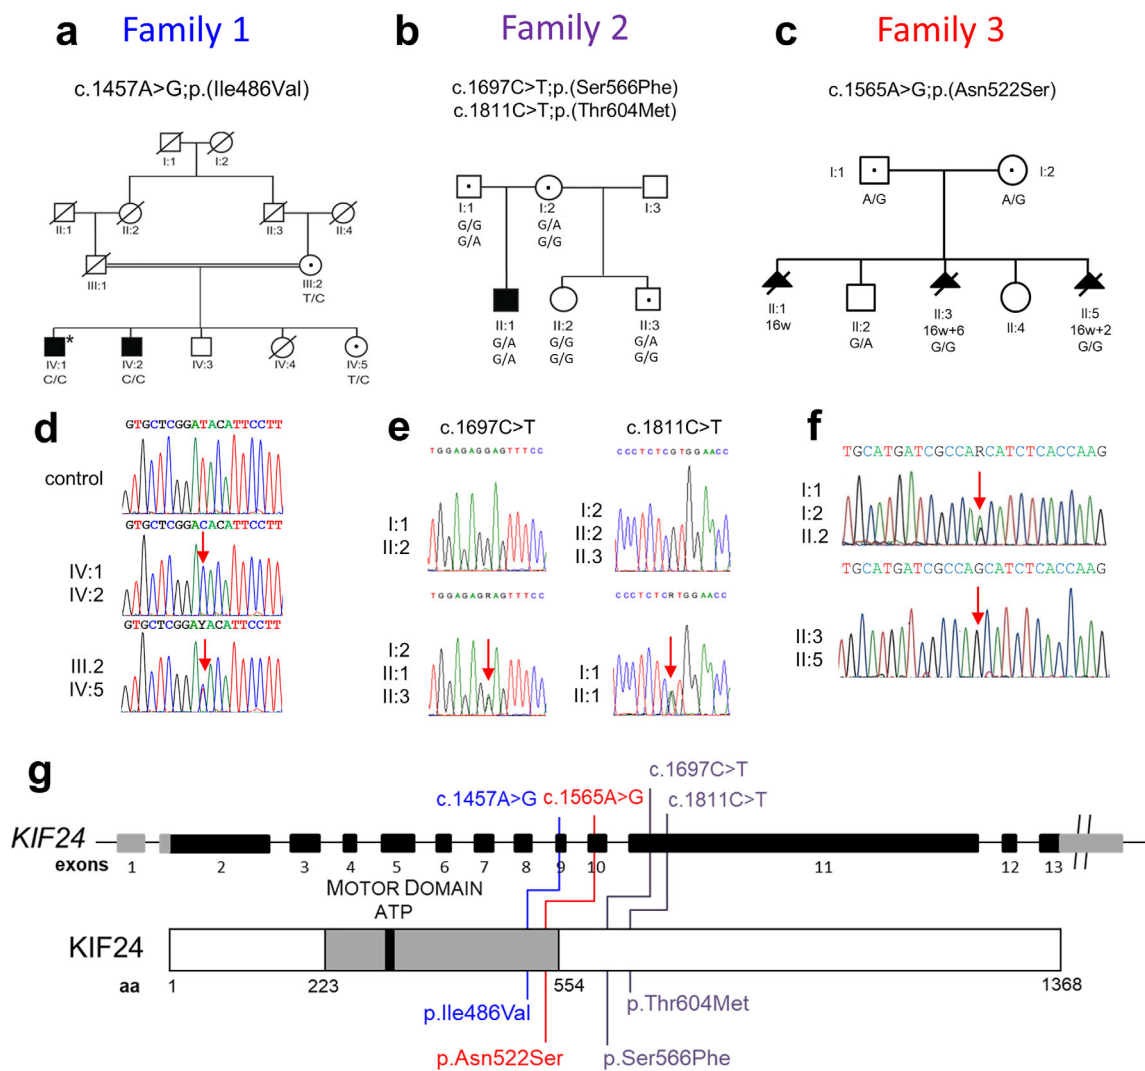 a Family 1
c.1457A>G;p.(Ile486Val)
I:1 I:2
II:1 II:2 II:3 II:4
III:1 III:2
T/C
* IV:1 IV:2 IV:3 IV:4 IV:5
C/C C/C T/C
b Family 2
c.1697C>T;p.(Ser566Phe)
c.1811C>T;p.(Thr604Met)
I:1 I:2 I:3
G/G G/A
G/A G/G
II:1 II:2 II:3
G/A G/G G/A
G/A G/G G/G
c Family 3
c.1565A>G;p.(Asn522Ser)
I:1 I:2
A/G A/G
II:1 II:2 II:3 II:4 II:5
16w G/A 16w+6 16w+2
G/G G/G
d
GTGCTCGGATACATTCCTT
control
GTGCTCGGACACATTCCTT
IV:1
IV:2
GTGCTCGGAYACATTCCTT
III.2
IV:5
e
c.1697C>T c.1811C>T
TGGAGAGGAGTTTCC CCCTCTCGTGGAACC
I:1
II:2
I:2
II:2
II.3
TGGAGAGRAGTTTCC CCCTCTCRTGGAACC
I:2
II:1
II:3
I:1
II:1
f
TGCATGATCGCCARCATCTCACCAAG
I:1
I:2
II.2
TGCATGATCGCCAGCATCTCACCAAG
II:3
II:5
g
c.1697C>T
c.1457A>G c.1565A>G c.1811C>T
KIF24
exons 1 2 3 4 5 6 7 8 9 10 11 12 13
MOTOR DOMAIN
ATP
KIF24
aa 1 223 554 1368
p.Ile486Val p.Thr604Met
p.Asn522Ser p.Ser566Phe